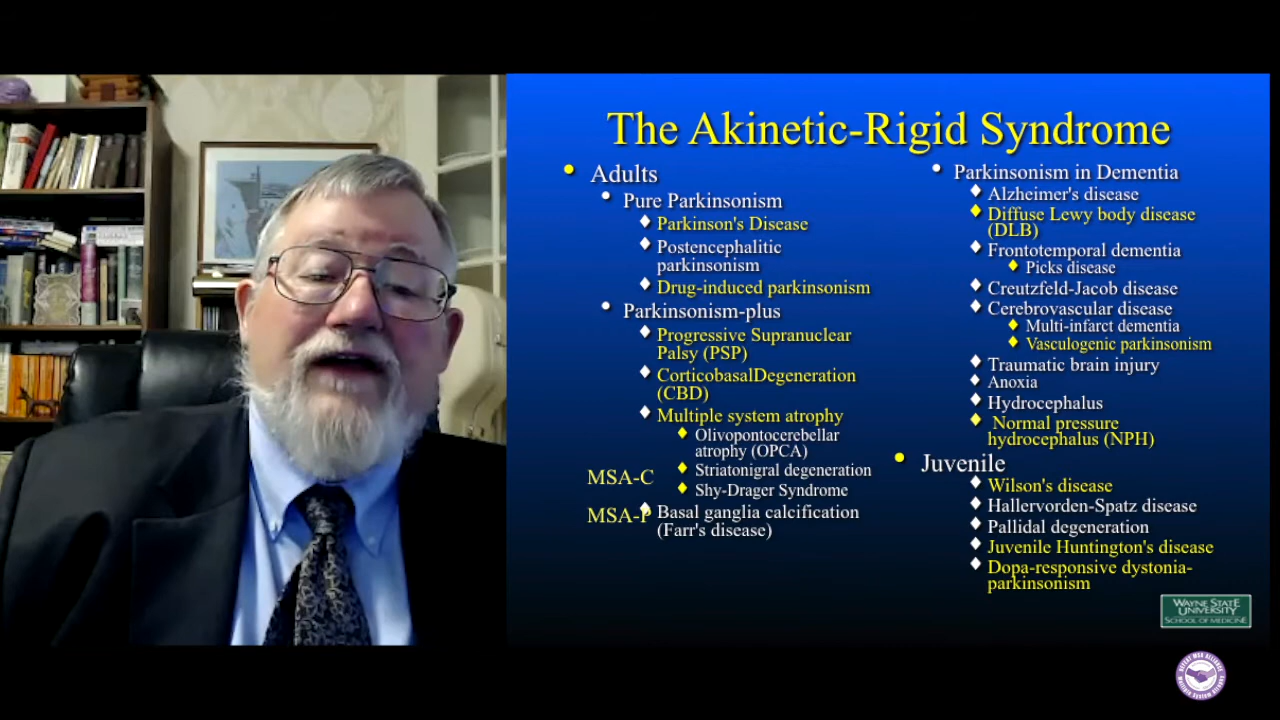 The Akinetic-Rigid Syndrome
Adults
Pure Parkinsonism
Parkinson's Disease
Postencephalitic
parkinsonism
Drug-induced parkinsonism
Parkinsonism-plus
Progressive Supranuclear
Palsy (PSP)
CorticobasalDegeneration
(CBD)
Multiple system atrophy
Olivopontocerebellar
atrophy (OPCA)
MSA-C
Striatonigral degeneration
Shy-Drager Syndrome
MSA-P
Basal ganglia calcification
(Farr's disease)
Parkinsonism in Dementia
Alzheimer's disease
Diffuse Lewy body disease
(DLB)
Frontotemporal dementia
Picks disease
Creutzfeld-Jacob disease
Cerebrovascular disease
Multi-infarct dementia
Vasculogenic parkinsonism
Traumatic brain injury
Anoxia
Hydrocephalus
Normal pressure
hydrocephalus (NPH)
Juvenile
Wilson's disease
Hallervorden-Spatz disease
Pallidal degeneration
Juvenile Huntington's disease
Dopa-responsive dystonia-
parkinsonism
WAYNE STATE
UNIVERSITY
SCHOOL OF MEDICINE